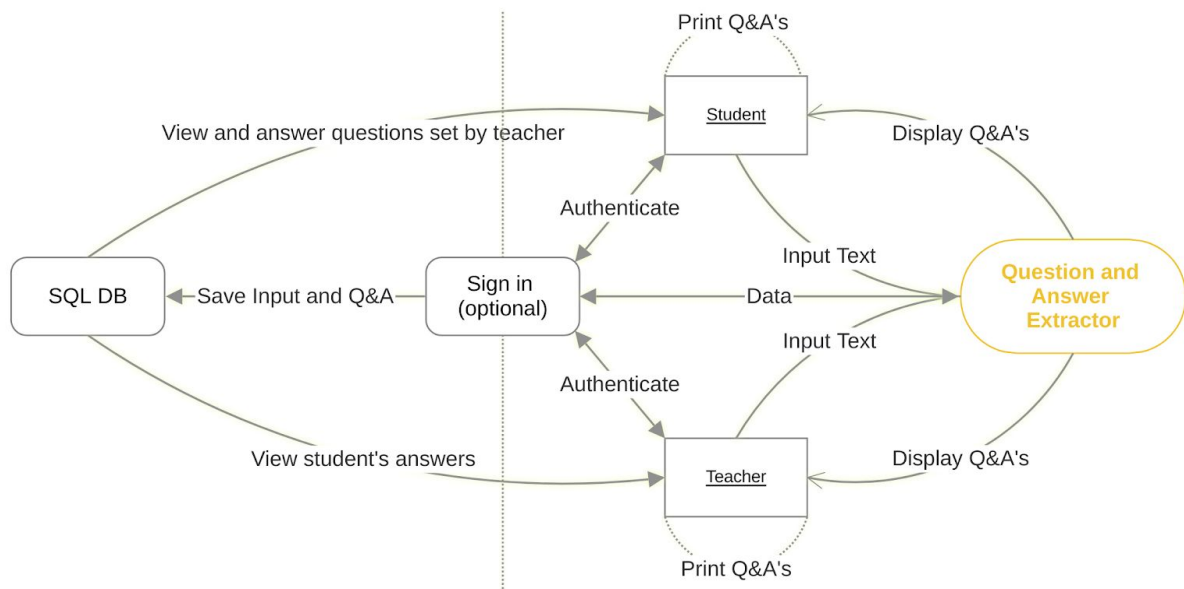 Print Q&A's
Student
View and answer questions set by teacher
Display Q&A's
Authenticate
Input Text
SQL DB
Save Input and Q&A
Sign in
(optional)
Data
Question and
Answer
Extractor
Input Text
Authenticate
View student's answers
Teacher
Display Q&A's
Print Q&A's